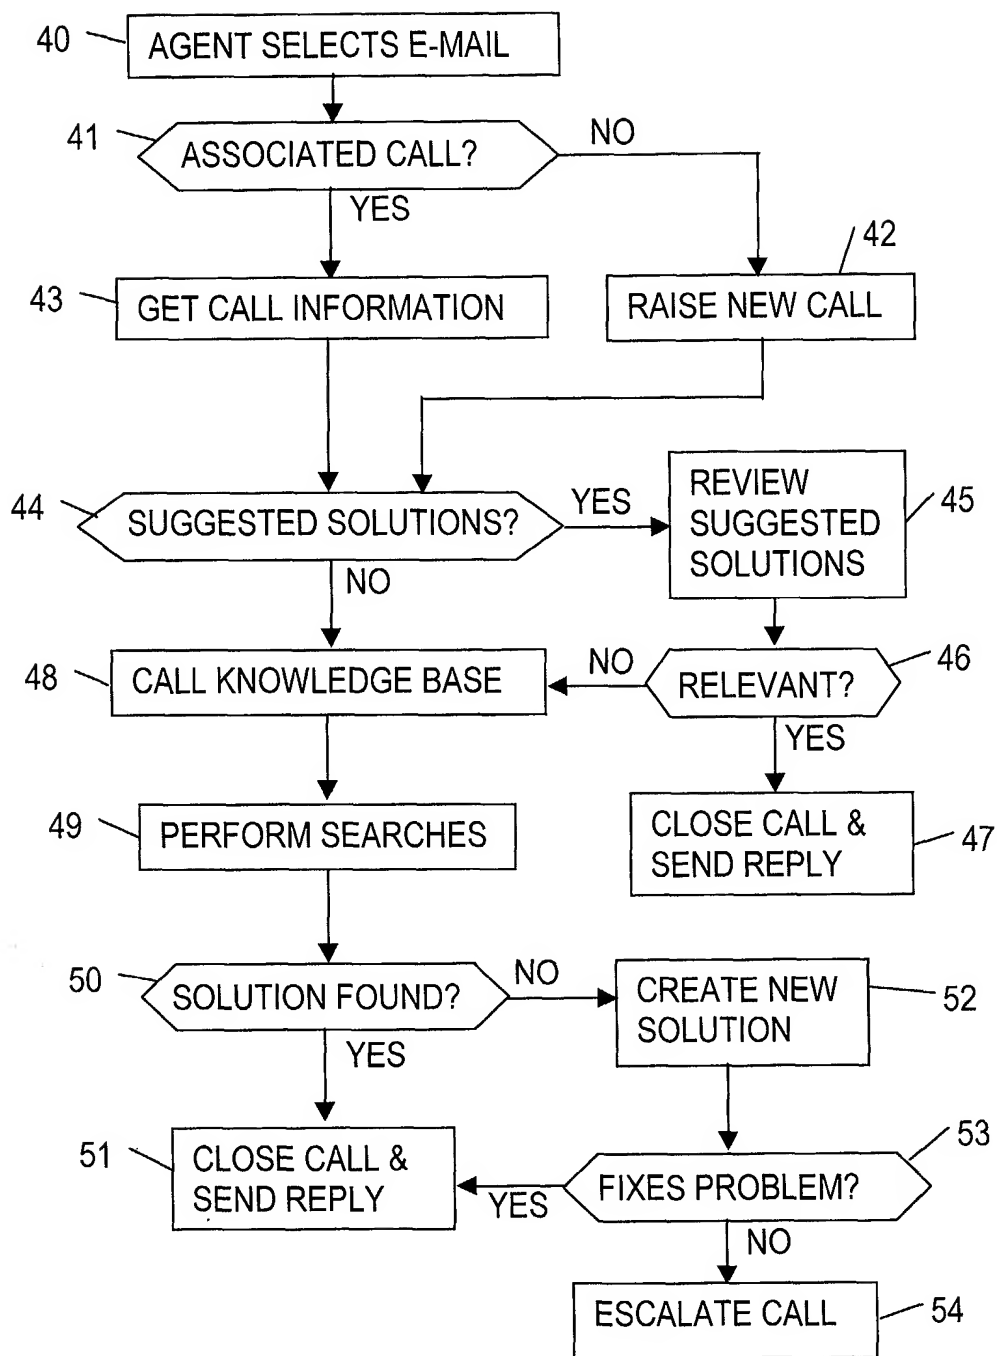 40
AGENT SELECTS E-MAIL
41
ASSOCIATED CALL?
NO
YES
42
43
GET CALL INFORMATION
RAISE NEW CALL
44
SUGGESTED SOLUTIONS?
YES
REVIEW
SUGGESTED
SOLUTIONS
45
NO
48
CALL KNOWLEDGE BASE
NO
RELEVANT?
46
YES
49
PERFORM SEARCHES
CLOSE CALL &
SEND REPLY
47
50
SOLUTION FOUND?
NO
CREATE NEW
SOLUTION
52
YES
51
CLOSE CALL &
SEND REPLY
YES
FIXES PROBLEM?
53
NO
ESCALATE CALL
54